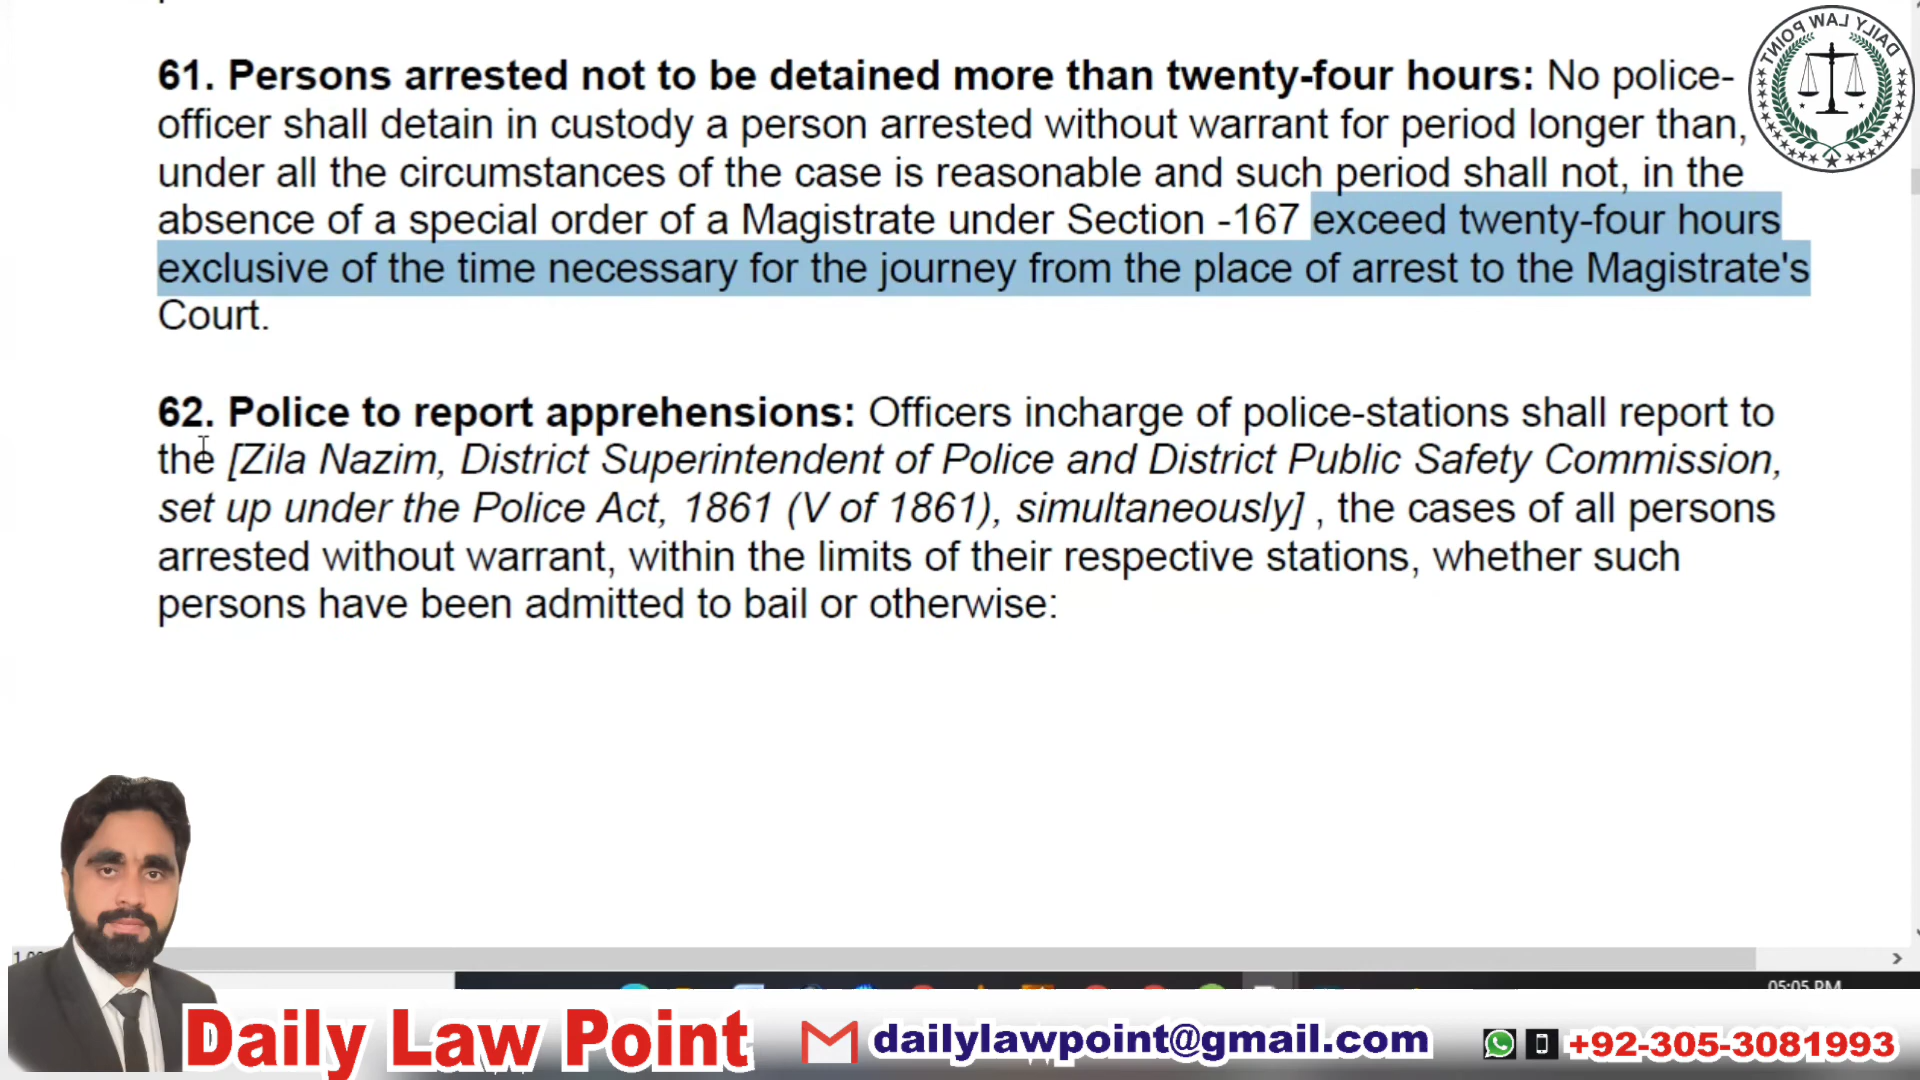 61. Persons arrested not to be detained more than twenty-four hours: No police-
officer shall detain in custody a person arrested without warrant for period longer than,
under all the circumstances of the case is reasonable and such period shall not, in the
absence of a special order of a Magistrate under Section -167 exceed twenty-four hours
exclusive of the time necessary for the journey from the place of arrest to the Magistrate's
Court.
62. Police to report apprehensions: Officers incharge of police-stations shall report to
the [Zila Nazim, District Superintendent of Police and District Public Safety Commission,
set up under the Police Act, 1861 (V of 1861), simultaneously] , the cases of all persons
arrested without warrant, within the limits of their respective stations, whether such
persons have been admitted to bail or otherwise:
DAILY LAW POINT
05:05 PM
Daily Law Point
dailylawpoint@gmail.com
+92-305-3081993